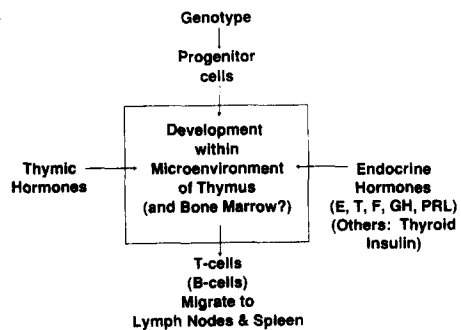 Genotype
Progenitor
cells
Development
within
Microenvironment
of Thymus
(and Bone Marrow?)
Thymic
Hormones
Endocrine
Hormones
(E, T, F, GH, PRL)
(Others: Thyroid
Insulin)
T-cells
(B-cells)
Migrate to
Lymph Nodes & Spleen